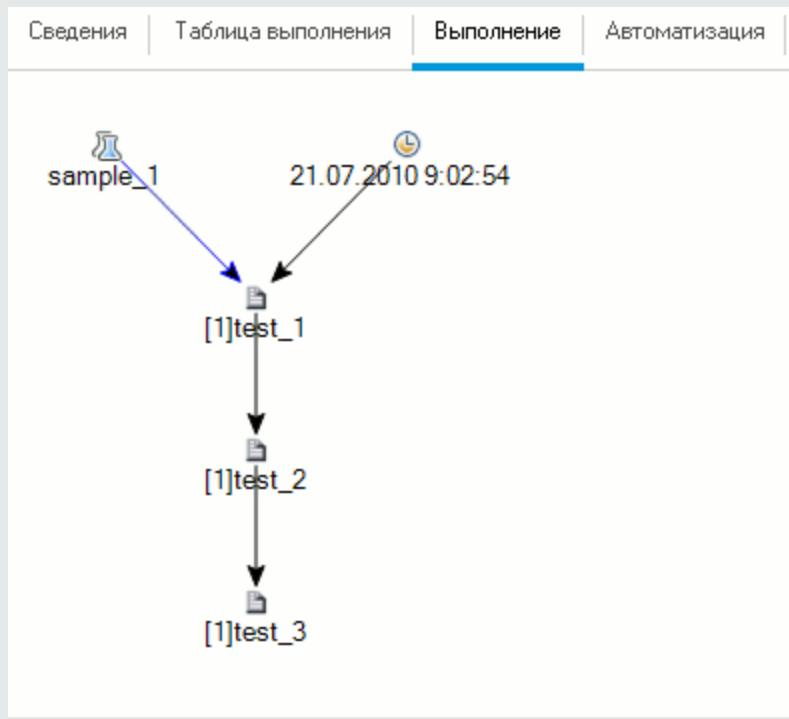 Сведения
Таблица выполнения
Выполнение
Автоматизация
sample_1
21.07.2010 9:02:54
[1]test_1
[1]test_2
[1]test_3